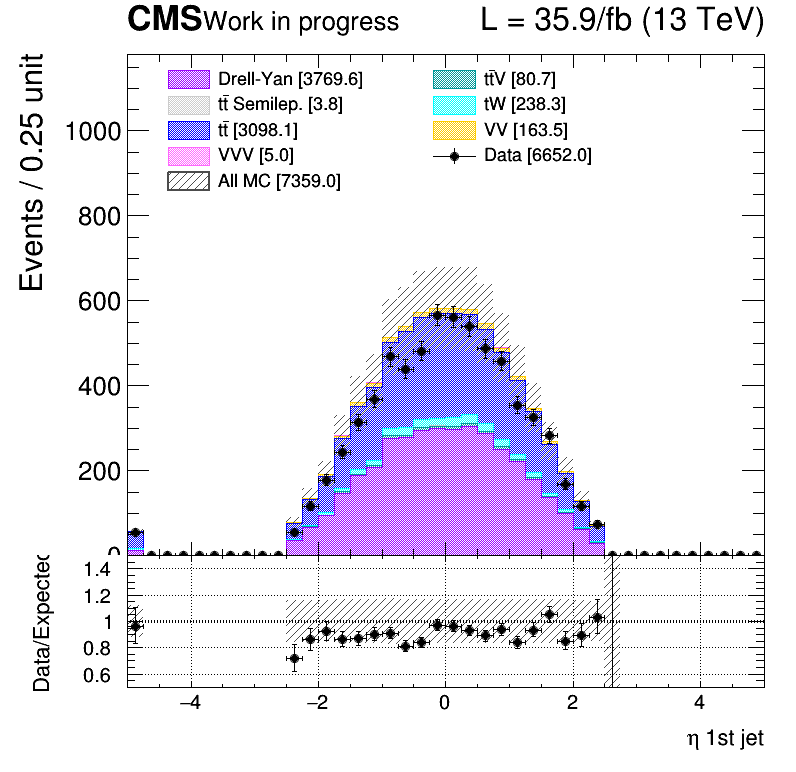 CMS Work in progress L = 35.9/fb (13 TeV)
Drell-Yan [3769.6] tt̄V [80.7]
tt̄ Semilep. [3.8] tW [238.3]
tt̄ [3098.1] VV [163.5]
VVV [5.0] Data [6652.0]
All MC [7359.0]
Events / 0.25 unit
1000
800
600
400
200
0
Data/Expected
1.4
1.2
1
0.8
0.6
−4 −2 0 2 4
η 1st jet